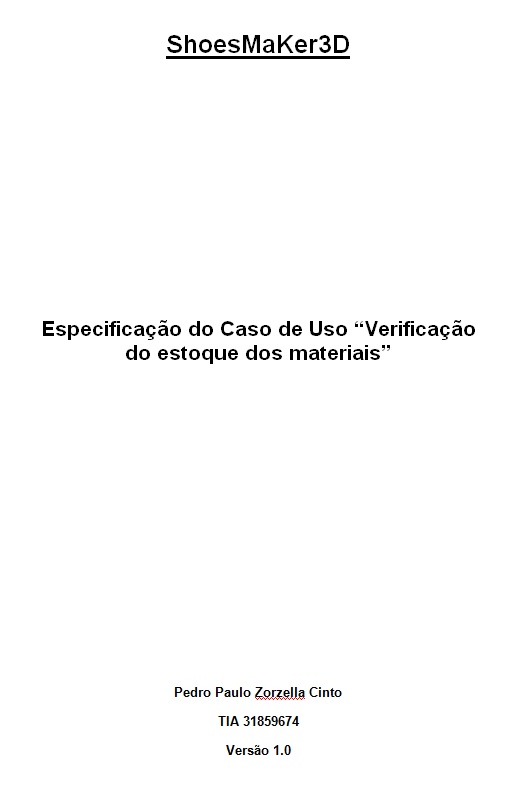 ShoesMaKer3D
Especificação do Caso de Uso “Verificação
do estoque dos materiais”
Pedro Paulo Zorzella Cinto
TIA 31859674
Versão 1.0